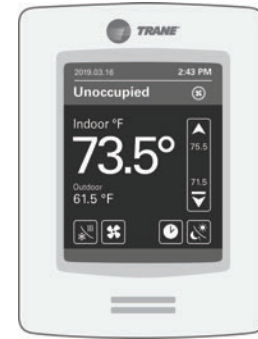 TRANE
2019.03.16 2:43 PM
Unoccupied
Indoor °F
73.5°
75.5
71.5
Outdoor
61.5 °F